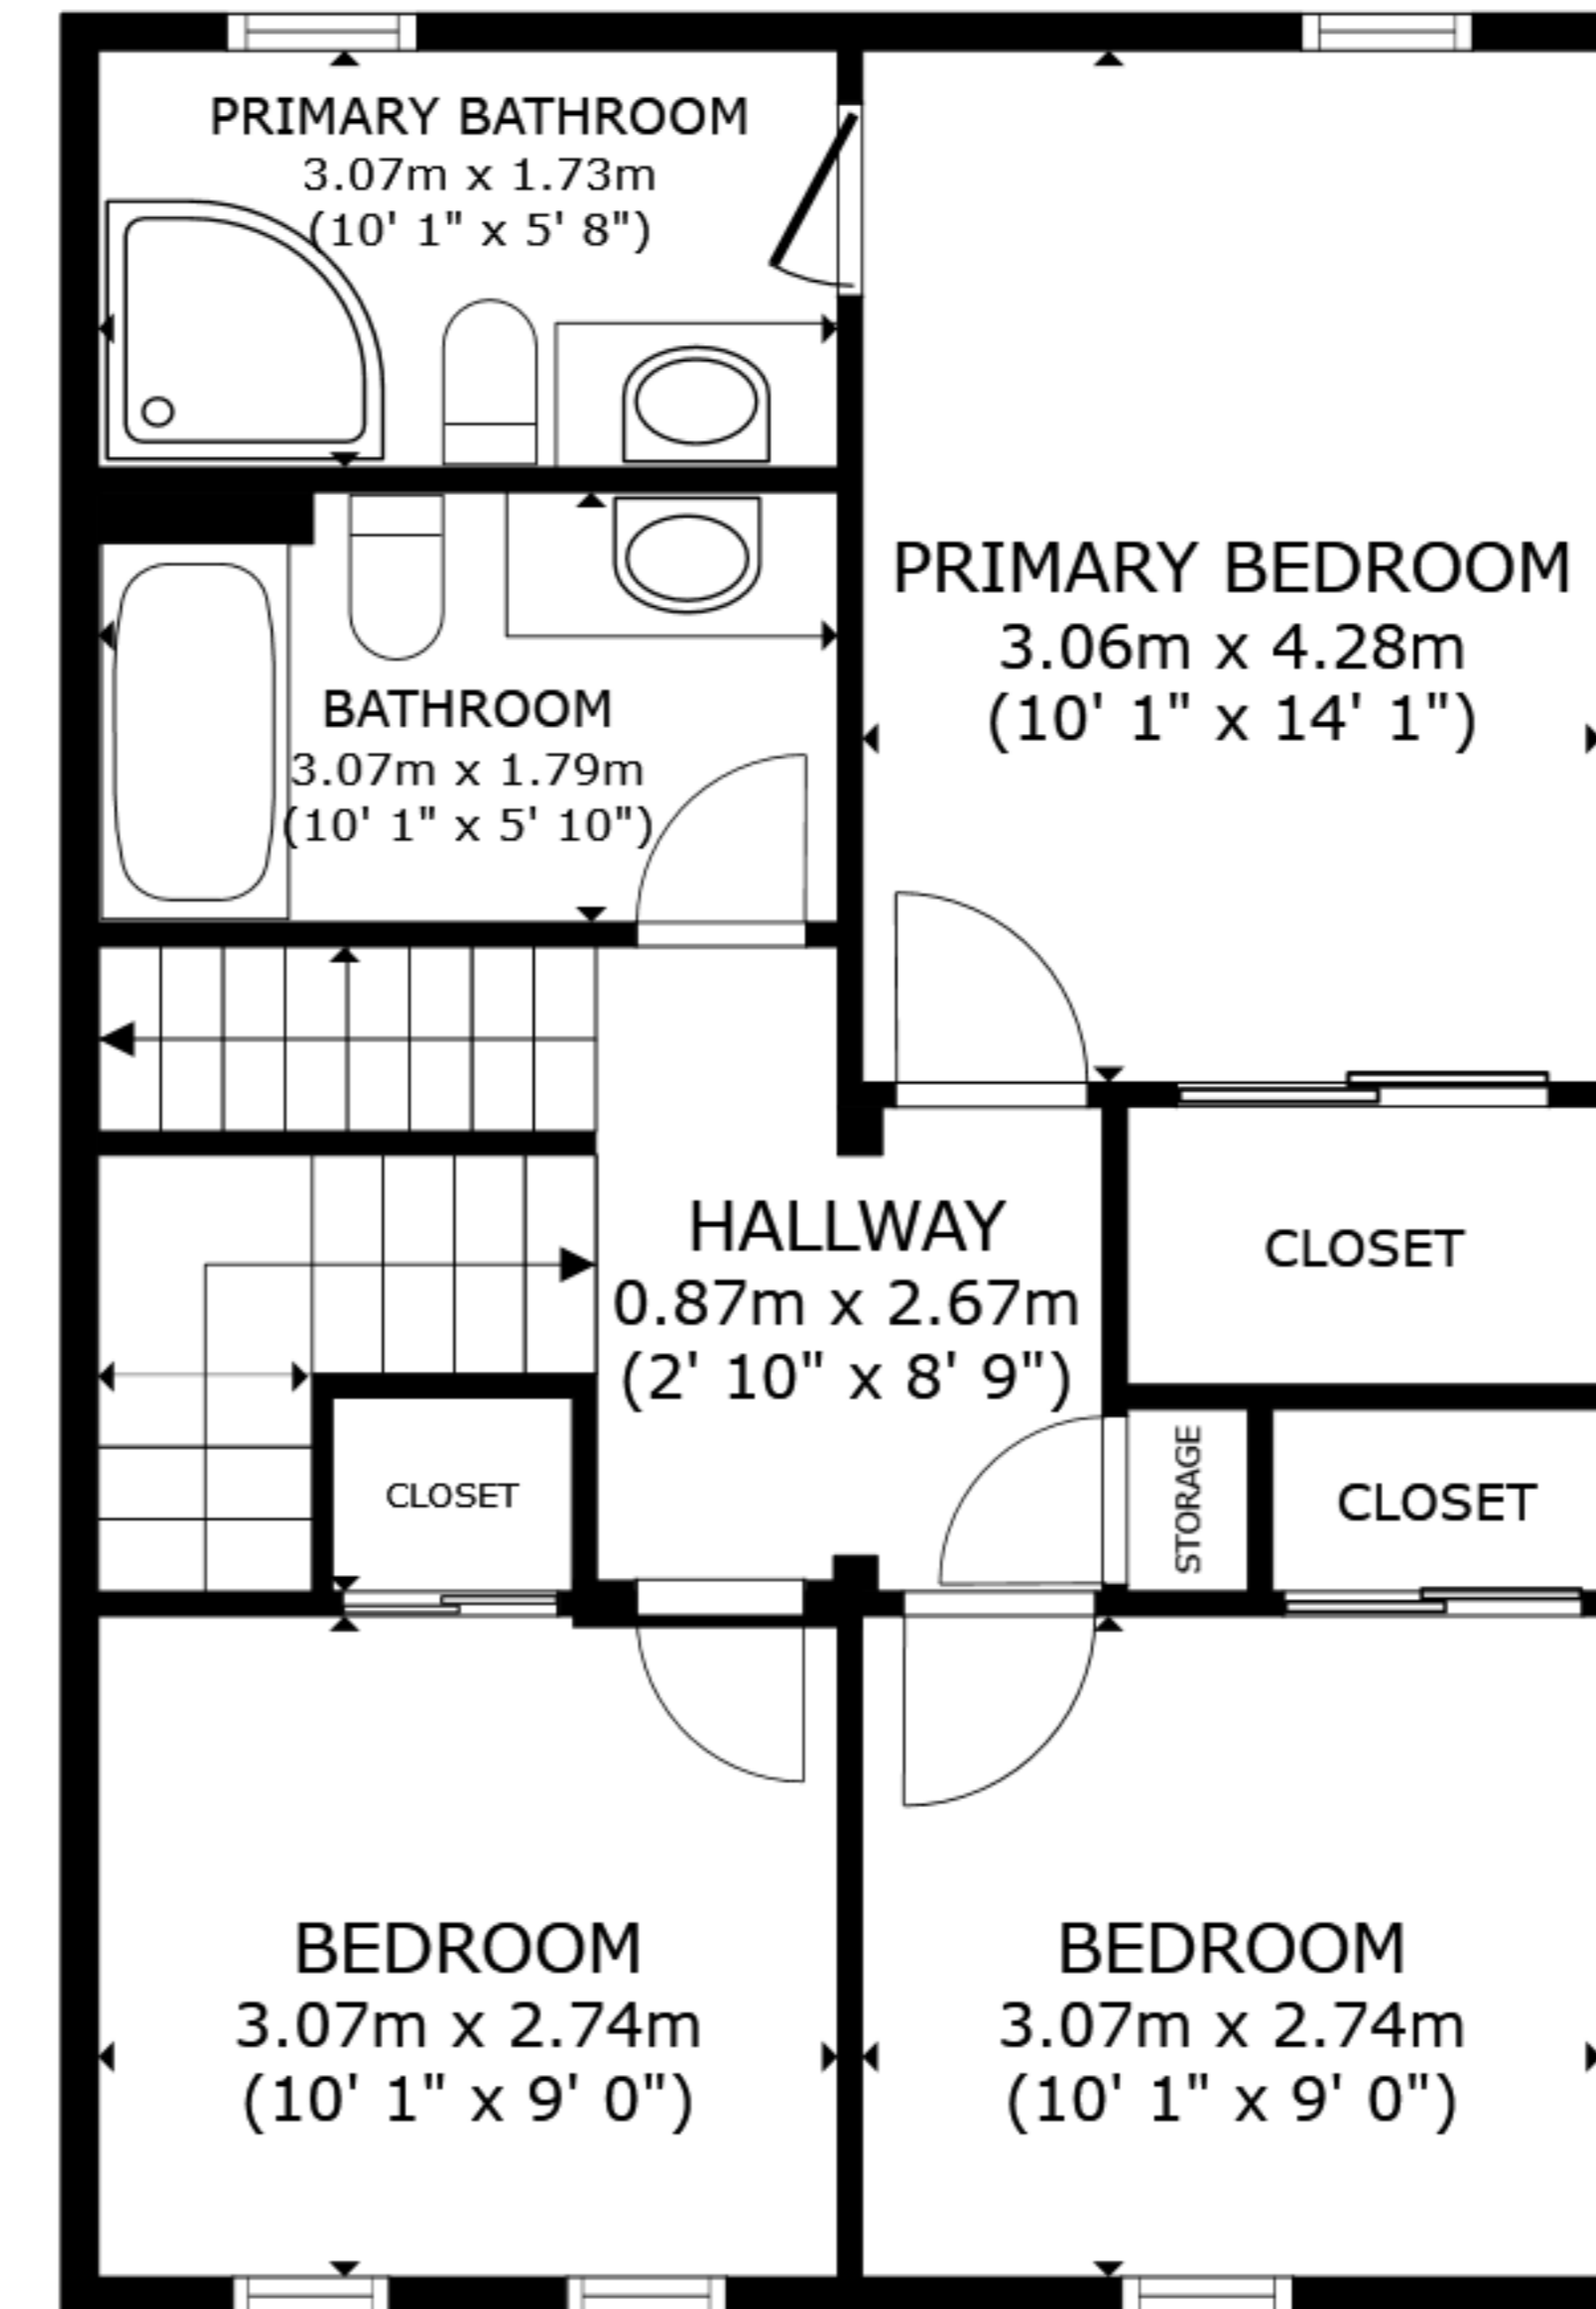 PRIMARY BATHROOM
3.07m x 1.73m
(10' 1" x 5' 8")
PRIMARY BEDROOM
3.06m x 4.28m
(10' 1" x 14' 1")
BATHROOM
3.07m x 1.79m
(10' 1" x 5' 10")
HALLWAY
0.87m x 2.67m
(2' 10" x 8' 9")
CLOSET
CLOSET
STORAGE
CLOSET
BEDROOM
3.07m x 2.74m
(10' 1" x 9' 0")
BEDROOM
3.07m x 2.74m
(10' 1" x 9' 0")